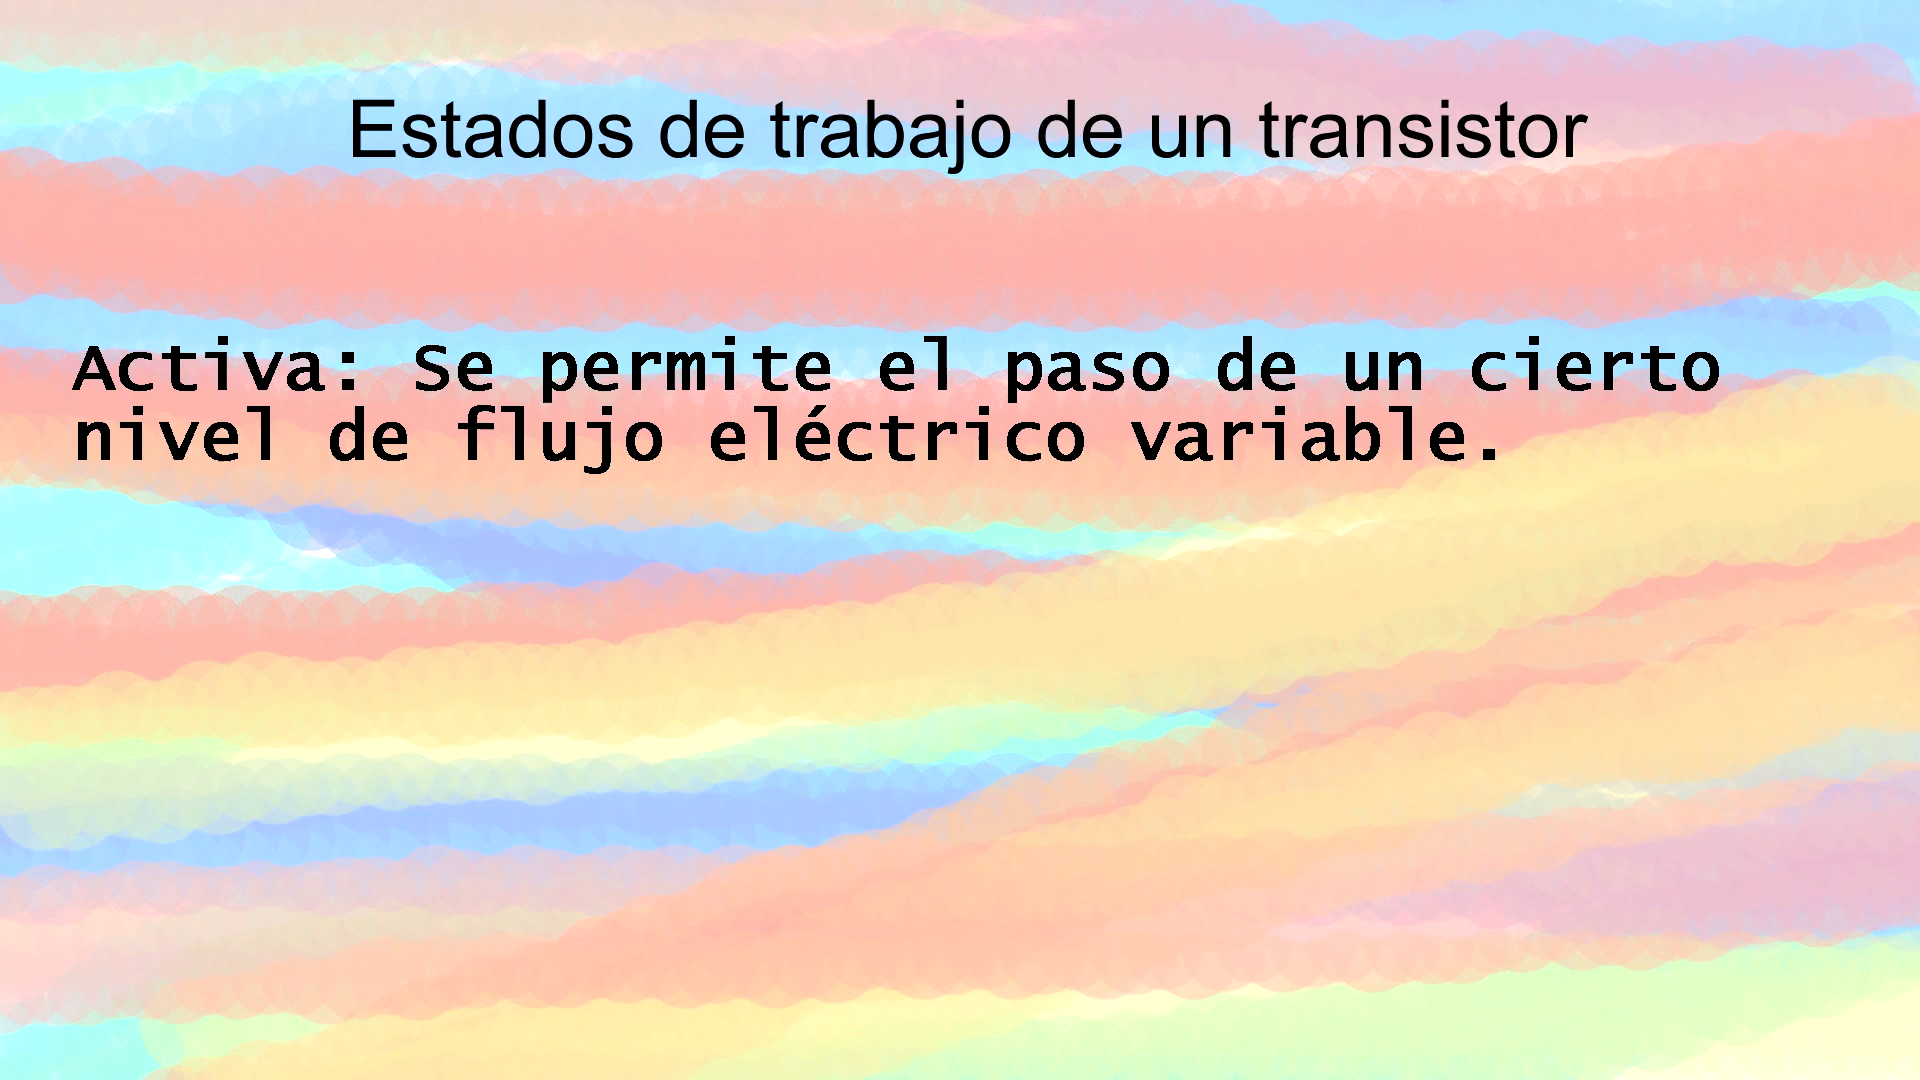 Estados de trabajo de un transistor
Activa: Se permite el paso de un cierto
nivel de flujo eléctrico variable.